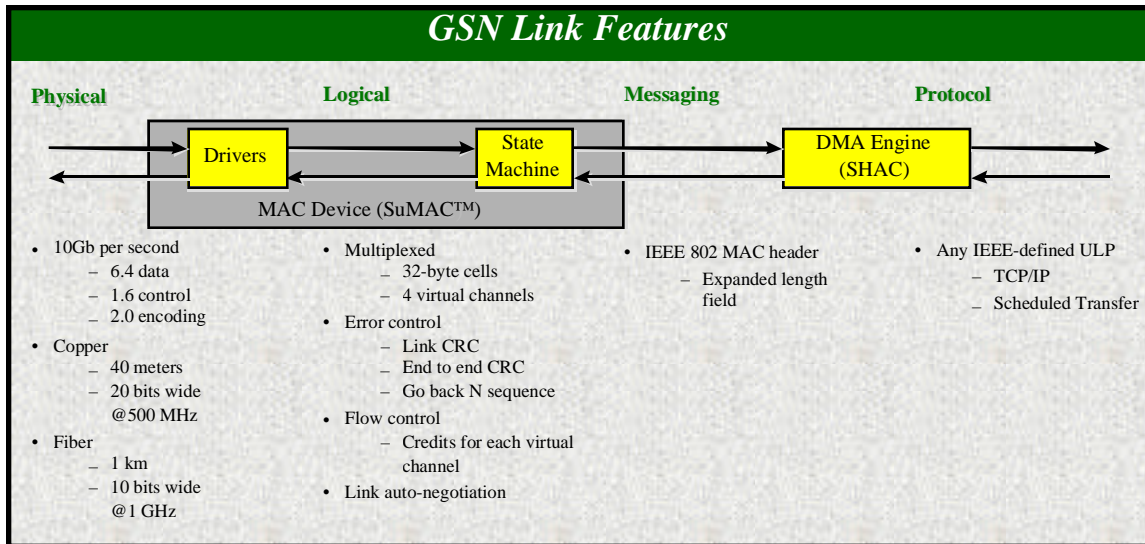 GSN Link Features
Physical
Logical
Messaging
Protocol
Drivers
State
Machine
DMA Engine
(SHAC)
MAC Device (SuMAC™)
• 10Gb per second
– 6.4 data
– 1.6 control
– 2.0 encoding
• Copper
– 40 meters
– 20 bits wide
@500 MHz
• Fiber
– 1 km
– 10 bits wide
@1 GHz
• Multiplexed
– 32-byte cells
– 4 virtual channels
• Error control
– Link CRC
– End to end CRC
– Go back N sequence
• Flow control
– Credits for each virtual
channel
• Link auto-negotiation
• IEEE 802 MAC header
– Expanded length
field
• Any IEEE-defined ULP
– TCP/IP
– Scheduled Transfer